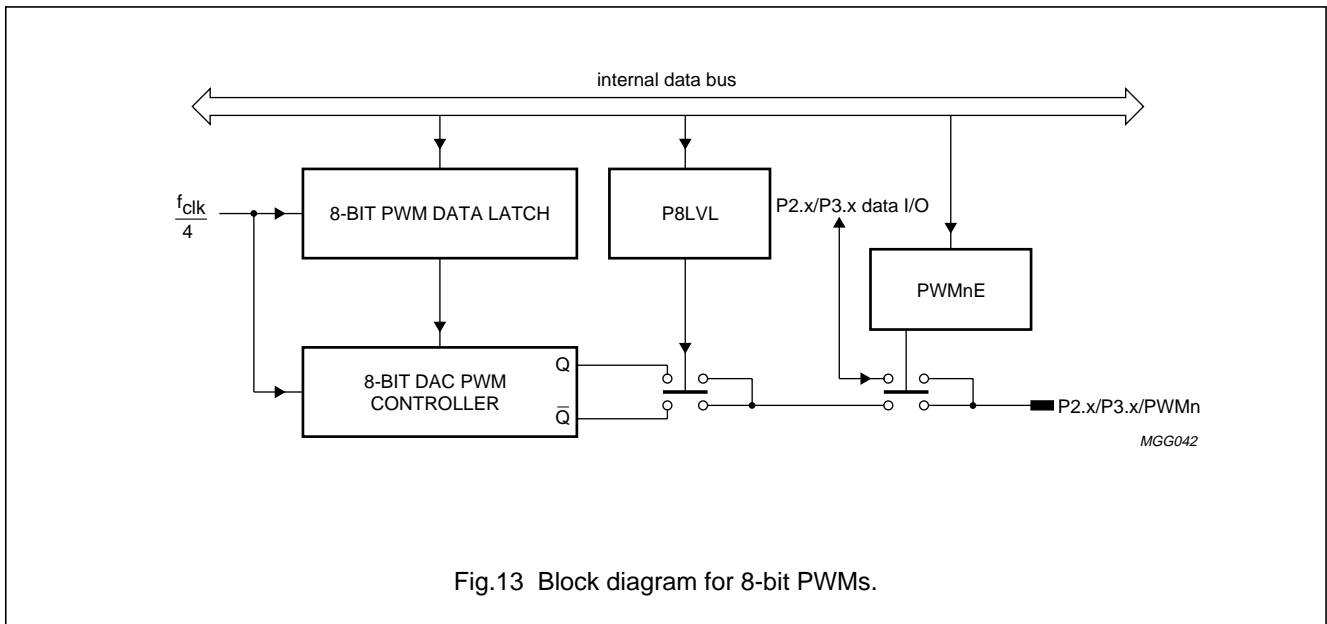 internal data bus
f_clk
4
8-BIT PWM DATA LATCH
P8LVL
P2.x/P3.x data I/O
PWMnE
8-BIT DAC PWM
CONTROLLER
Q
Q̅
P2.x/P3.x/PWMn
MGG042
Fig.13 Block diagram for 8-bit PWMs.